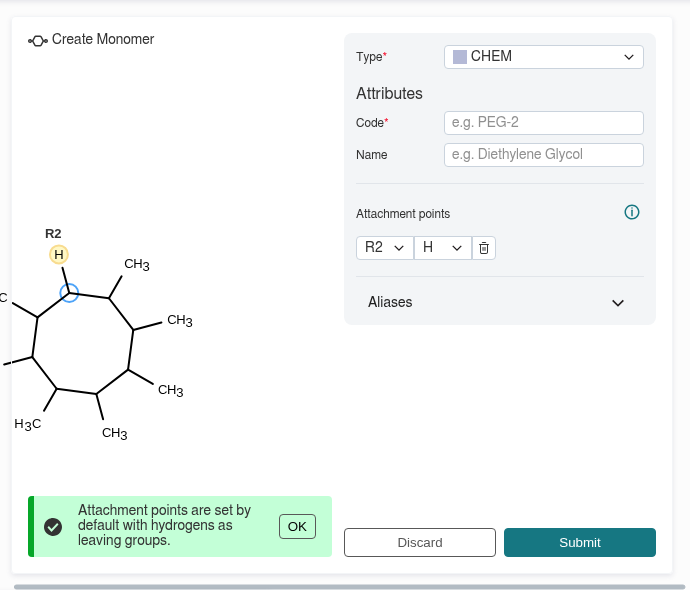 Create Monomer
Type*
CHEM
Attributes
Code*
e.g. PEG-2
Name
e.g. Diethylene Glycol
Attachment points
R2
H
Aliases
R2
H
CH3
C
CH3
CH3
H3C
CH3
Attachment points are set by
default with hydrogens as
leaving groups.
OK
Discard
Submit